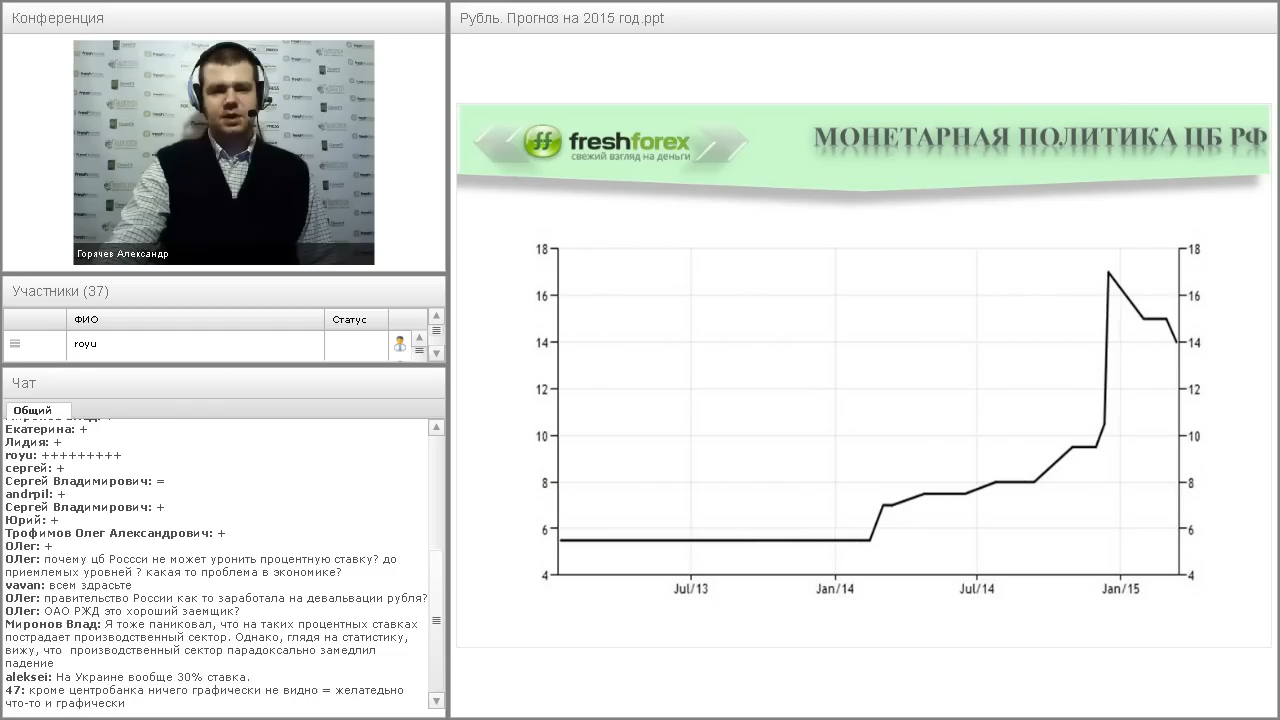 Конференция
Горячев Александр
Участники (37)
ФИО
Статус
royu
Чат
Общий
Екатерина: +
Лидия: +
royu: +++++++++
сергей: +
Сергей Владимирович: =
andrpil: +
Сергей Владимирович: +
Юрий: +
Трофимов Олег Александрович: +
ОЛег: +
ОЛег: почему цб Россси не может уронить процентную ставку? до
приемлемых уровней ? какая то проблема в экономике?
vavan: всем здрасьте
ОЛег: правительство россии как то заработла на девальвации рубля?
ОЛег: ОАО РЖД это хороший заемщик?
Миронов Влад: Я тоже паниковал, что на таких процентных ставках
пострадает производственный сектор. Однако, глядя на статистику,
вижу, что производственный сектор парадоксально замедлил
падение
aleksei: На Украине вообще 30% ставка.
47: кроме центробанка ничего графически не видно = желатедьно
что-то и графически
Рубль. Прогноз на 2015 год.ppt
ff freshforex
свежий взгляд на деньги
МОНЕТАРНАЯ ПОЛИТИКА ЦБ РФ
18 18
16 16
14 14
12 12
10 10
8 8
6 6
4 4
Jul/13 Jan/14 Jul/14 Jan/15